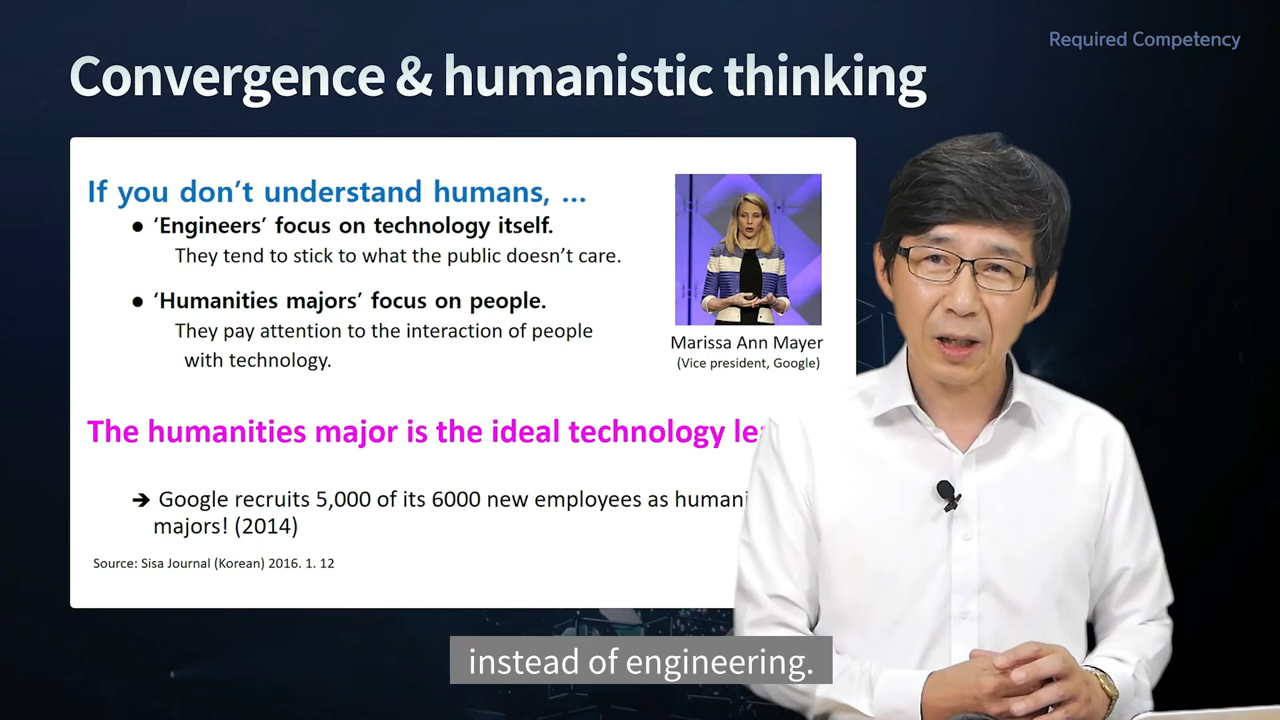 Required Competency
Convergence & humanistic thinking
If you don't understand humans, ...
● 'Engineers' focus on technology itself.
They tend to stick to what the public doesn't care.
● 'Humanities majors' focus on people.
They pay attention to the interaction of people
with technology.
Marissa Ann Mayer
(Vice president, Google)
The humanities major is the ideal technology
➔ Google recruits 5,000 of its 6000 new employees as
majors! (2014)
Source: Sisa Journal (Korean) 2016. 1. 12
instead of engineering.